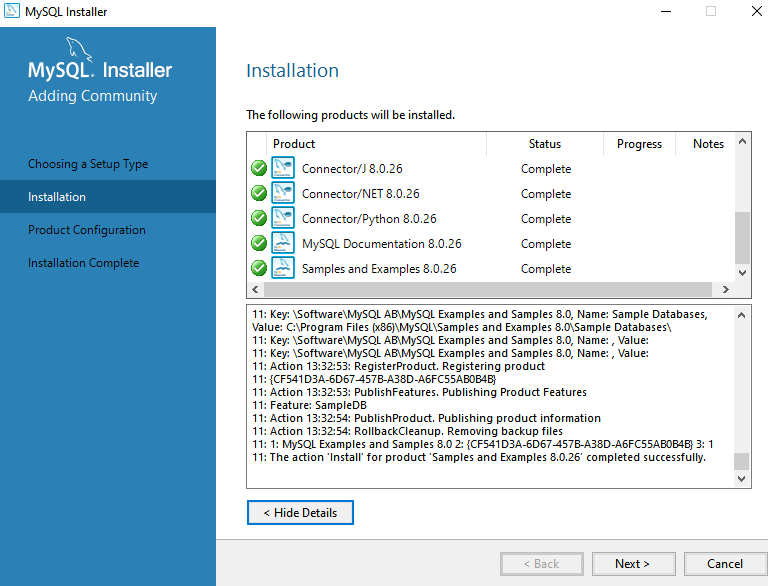 MySQL Installer
MySQL. Installer
Adding Community
Choosing a Setup Type
Installation
Product Configuration
Installation Complete
Installation
The following products will be installed.
Product Status Progress Notes
Connector/J 8.0.26 Complete
Connector/NET 8.0.26 Complete
Connector/Python 8.0.26 Complete
MySQL Documentation 8.0.26 Complete
Samples and Examples 8.0.26 Complete
11: Key: \Software\MySQL AB\MySQL Examples and Samples 8.0, Name: Sample Databases,
Value: C:\Program Files (x86)\MySQL\Samples and Examples 8.0\Sample Databases\
11: Key: \Software\MySQL AB\MySQL Examples and Samples 8.0, Name: , Value:
11: Key: \Software\MySQL AB\MySQL Examples and Samples 8.0, Name: , Value:
11: Action 13:32:53: RegisterProduct. Registering product
11: {CF541D3A-6D67-457B-A38D-A6FC55AB0B4B}
11: Action 13:32:53: PublishFeatures. Publishing Product Features
11: Feature: SampleDB
11: Action 13:32:54: PublishProduct. Publishing product information
11: Action 13:32:54: RollbackCleanup. Removing backup files
11: 1: MySQL Examples and Samples 8.0 2: {CF541D3A-6D67-457B-A38D-A6FC55AB0B4B} 3: 1
11: The action 'Install' for product 'Samples and Examples 8.0.26' completed successfully.
< Hide Details
< Back Next > Cancel